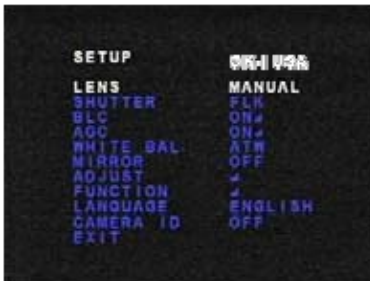 SETUP
LENS MANUAL
SHUTTER FLK
BLC ON↲
AGC ON↲
WHITE BAL ATW
MIRROR OFF
ADJUST ↲
FUNCTION ↲
LANGUAGE ENGLISH
CAMERA ID OFF
EXIT